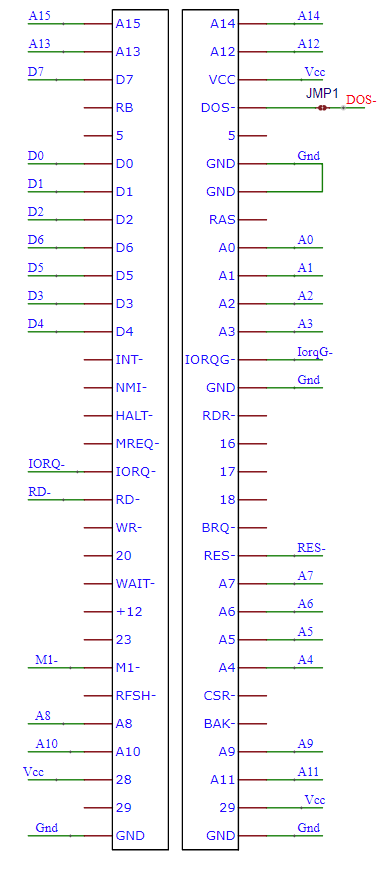 A15 A15 A14 A14
A13 A13 A12 A12
D7 D7 VCC Vcc
RB DOS- JMP1 DOS-
5 5
D0 D0 GND Gnd
D1 D1 GND
D2 D2 RAS
D6 D6 A0 A0
D5 D5 A1 A1
D3 D3 A2 A2
D4 D4 A3 A3
INT- IORQG- IorqG-
NMI- GND Gnd
HALT- RDR-
MREQ- 16
IORQ- IORQ- 17
RD- RD- 18
WR- BRQ-
20 RES- RES-
WAIT- A7 A7
+12 A6 A6
23 A5 A5
M1- M1- A4 A4
RFSH- CSR-
A8 A8 BAK-
A10 A10 A9 A9
Vcc 28 A11 A11
29 29 Vcc
Gnd GND GND Gnd